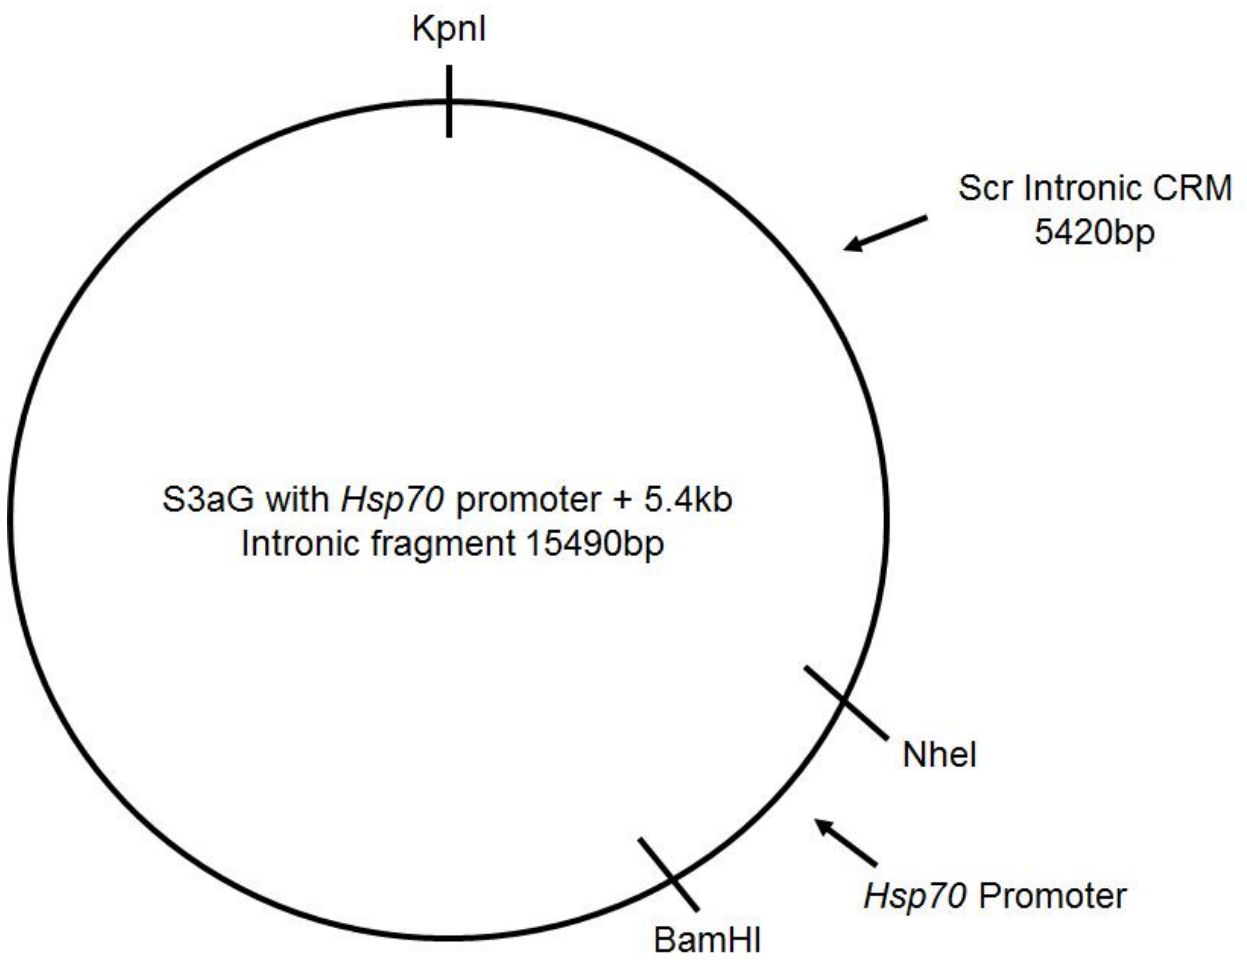 KpnI
Scr Intronic CRM
5420bp
S3aG with Hsp70 promoter + 5.4kb
Intronic fragment 15490bp
NheI
Hsp70 Promoter
BamHI